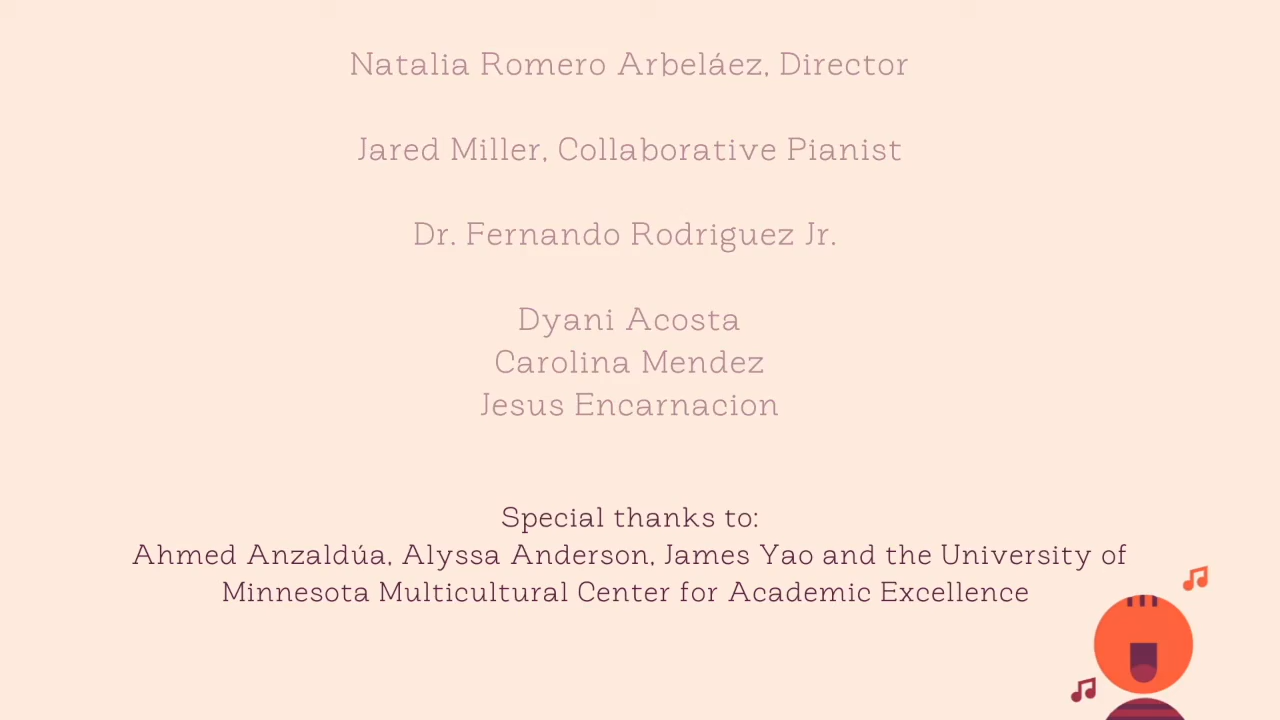 Natalia Romero Arbeláez, Director
Jared Miller, Collaborative Pianist
Dr. Fernando Rodriguez Jr.
Dyani Acosta
Carolina Mendez
Jesus Encarnacion
Special thanks to:
Ahmed Anzaldúa, Alyssa Anderson, James Yao and the University of
Minnesota Multicultural Center for Academic Excellence